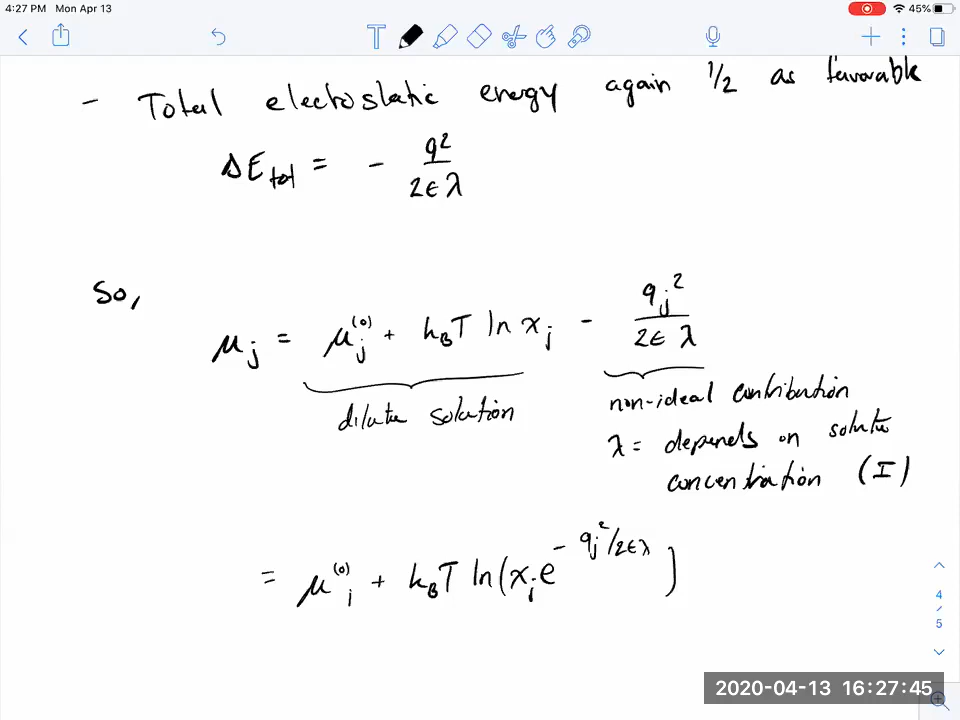 4:27 PM Mon Apr 13 45%
- Total electrostatic energy again 1/2 as favorable
ΔE_tot = - q²/2ϵλ
So,
μ_j = μ_j^(0) + k_B T ln x_j - q_j²/2ϵλ
dilute solution
non-ideal contribution
λ = depends on solute
concentration (I)
= μ_j^(0) + k_B T ln(x_j e^(- q_j²/2ϵλ))
4
/
5
2020-04-13 16:27:45